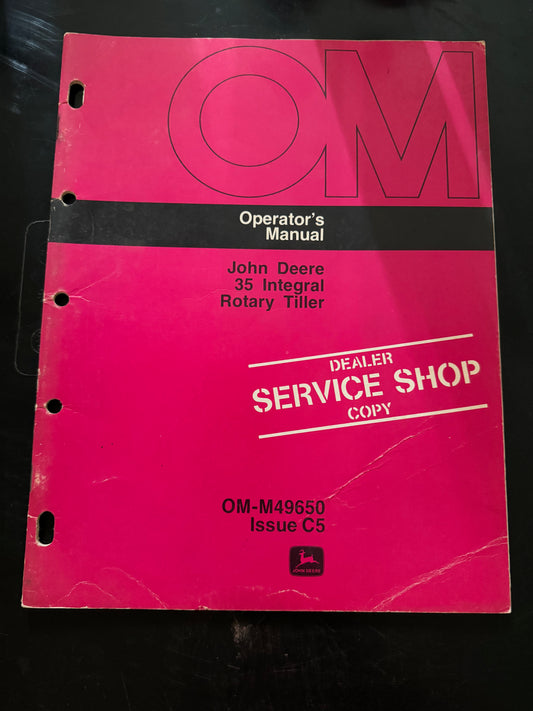 OM
Operator's
Manual
John Deere
35 Integral
Rotary Tiller
DEALER
SERVICE SHOP
COPY
OM-M49650
Issue C5
JOHN DEERE